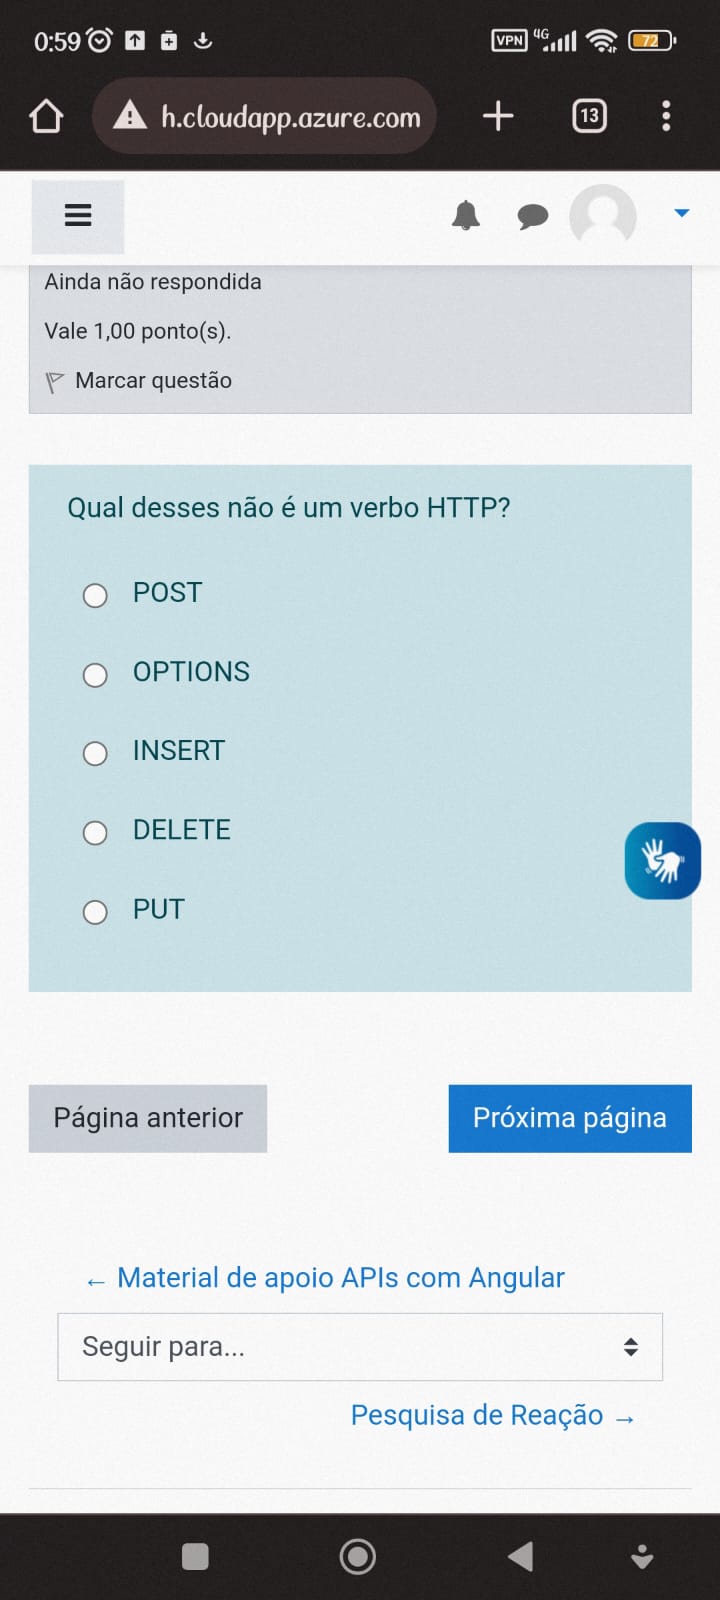 0:59
VPN 4G 72
h.cloudapp.azure.com
13
Ainda não respondida
Vale 1,00 ponto(s).
Marcar questão
Qual desses não é um verbo HTTP?
POST
OPTIONS
INSERT
DELETE
PUT
Página anterior
Próxima página
← Material de apoio APIs com Angular
Seguir para...
Pesquisa de Reação →